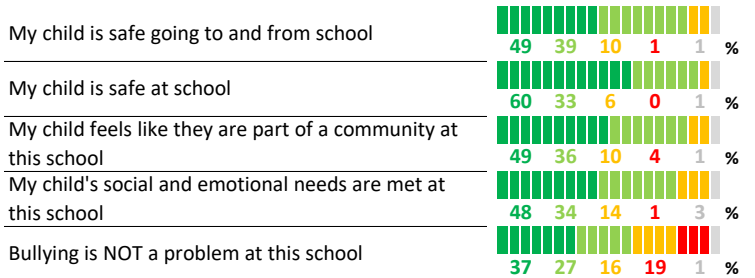 My child is safe going to and from school
49 39 10 1 1 %
My child is safe at school
60 33 6 0 1 %
My child feels like they are part of a community at
this school
49 36 10 4 1 %
My child's social and emotional needs are met at
this school
48 34 14 1 3 %
Bullying is NOT a problem at this school
37 27 16 19 1 %